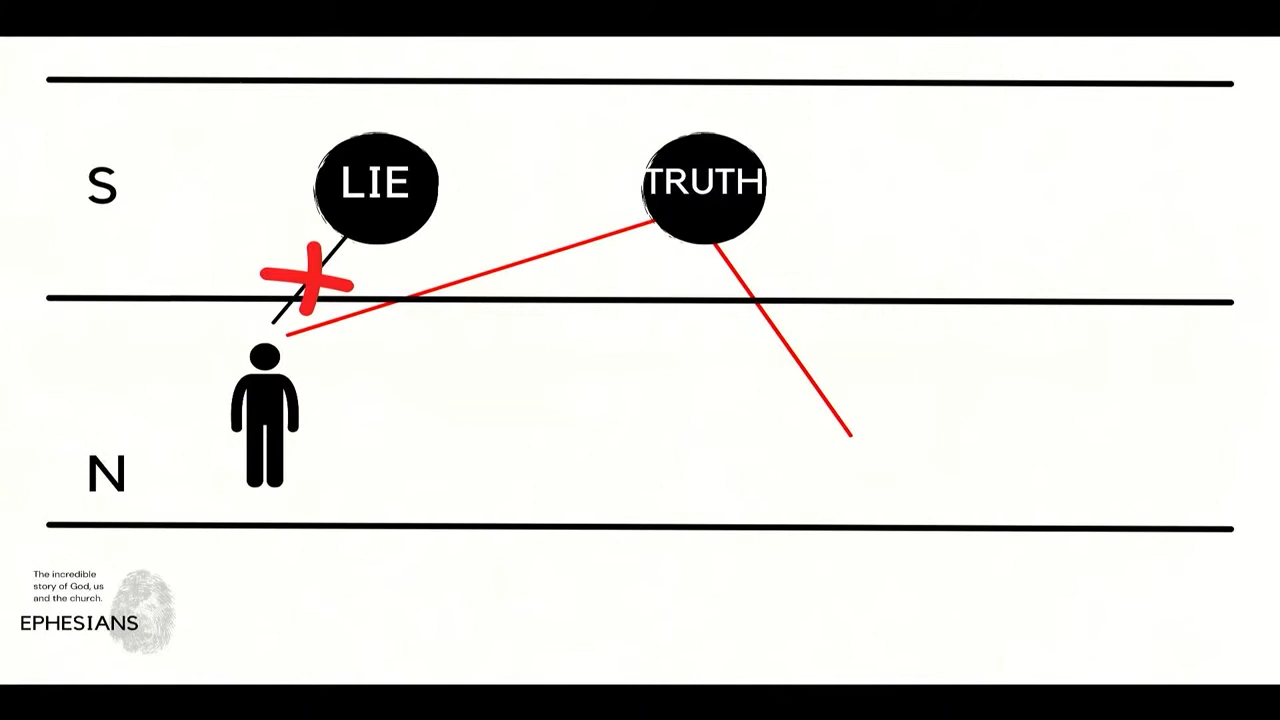 S
LIE
TRUTH
N
The incredible
story of God, us
and the church.
EPHESIANS